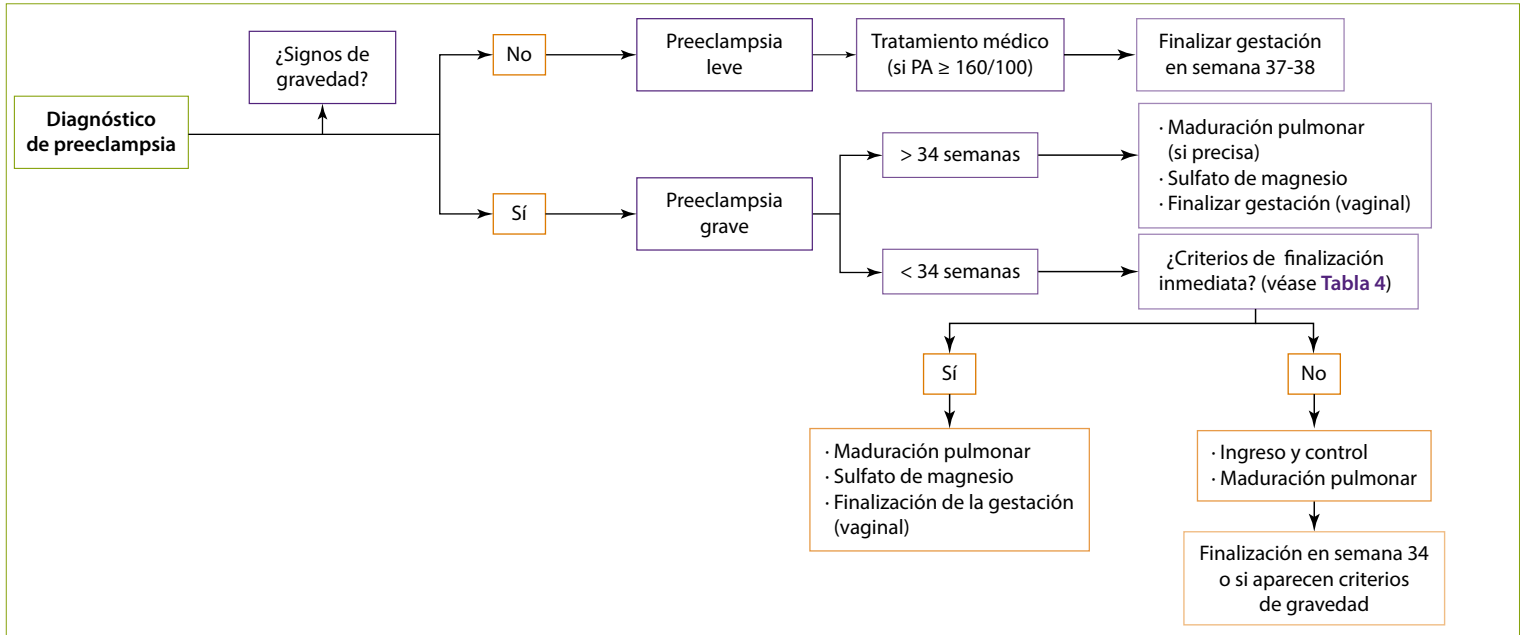 Diagnóstico
de preeclampsia
¿Signos de
gravedad?
No
Preeclampsia
leve
Tratamiento médico
(si PA ≥ 160/100)
Finalizar gestación
en semana 37-38
Sí
Preeclampsia
grave
> 34 semanas
· Maduración pulmonar
(si precisa)
· Sulfato de magnesio
· Finalizar gestación (vaginal)
< 34 semanas
¿Criterios de finalización
inmediata? (véase Tabla 4)
Sí
· Maduración pulmonar
· Sulfato de magnesio
· Finalización de la gestación
(vaginal)
No
· Ingreso y control
· Maduración pulmonar
Finalización en semana 34
o si aparecen criterios
de gravedad